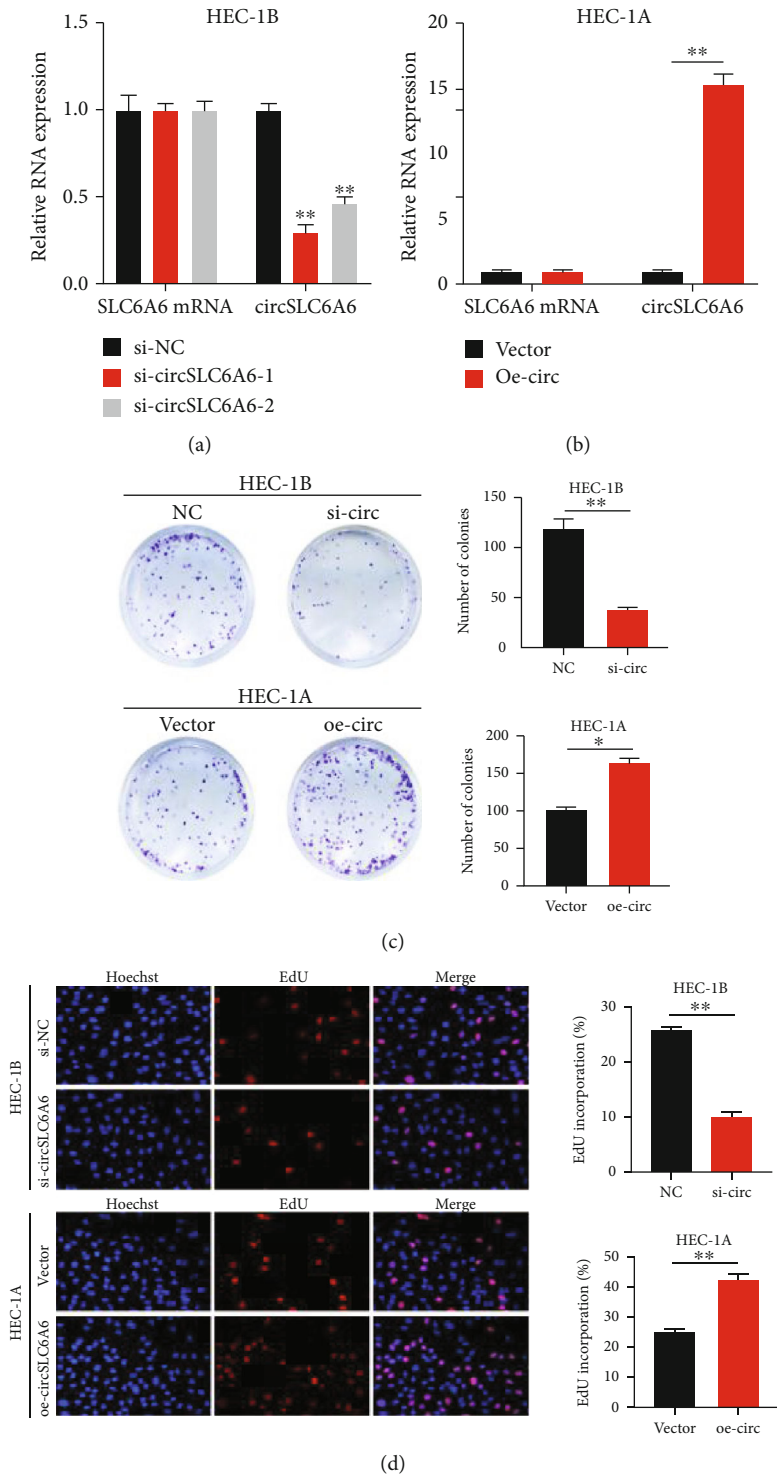 HEC-1B
1.5
1.0
0.5
0.0
Relative RNA expression
** **
SLC6A6 mRNA circSLC6A6
si-NC
si-circSLC6A6-1
si-circSLC6A6-2
(a)
HEC-1A
20
15
10
5
0
Relative RNA expression
**
SLC6A6 mRNA circSLC6A6
Vector
Oe-circ
(b)
HEC-1B
NC si-circ
HEC-1B
**
150
100
50
0
Number of colonies
NC si-circ
HEC-1A
Vector oe-circ
HEC-1A
*
200
150
100
50
0
Number of colonies
Vector oe-circ
(c)
Hoechst EdU Merge
HEC-1B
si-NC
si-circSLC6A6
HEC-1B
**
30
20
10
0
EdU incorporation (%)
NC si-circ
Hoechst EdU Merge
HEC-1A
Vector
oe-circSLC6A6
HEC-1A
**
50
40
30
20
10
0
EdU incorporation (%)
Vector oe-circ
(d)